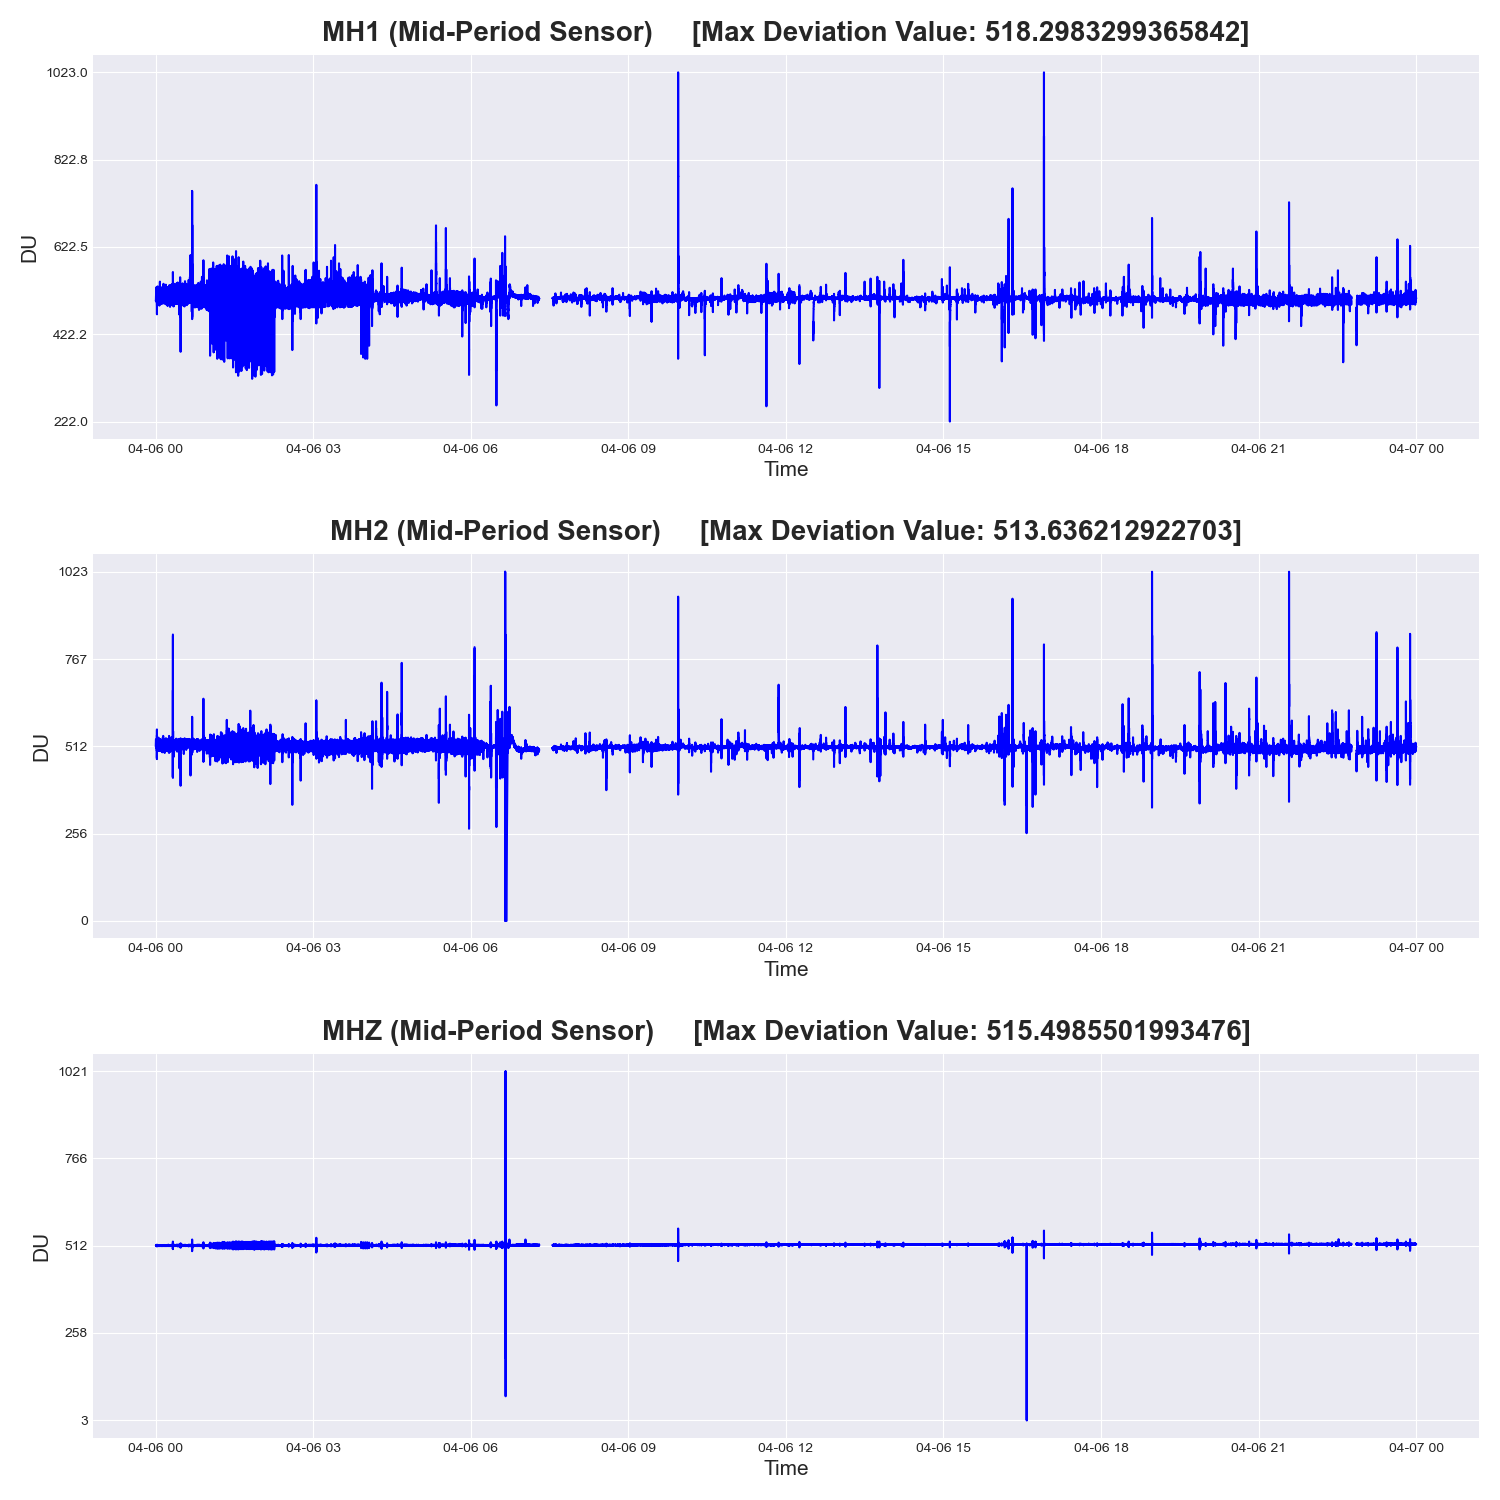 MH1 (Mid-Period Sensor) [Max Deviation Value: 518.2983299365842]
1023.0
822.8
622.5
422.2
222.0
DU
04-06 00 04-06 03 04-06 06 04-06 09 04-06 12 04-06 15 04-06 18 04-06 21 04-07 00
Time
MH2 (Mid-Period Sensor) [Max Deviation Value: 513.636212922703]
1023
767
512
256
0
DU
04-06 00 04-06 03 04-06 06 04-06 09 04-06 12 04-06 15 04-06 18 04-06 21 04-07 00
Time
MHZ (Mid-Period Sensor) [Max Deviation Value: 515.4985501993476]
1021
766
512
258
3
DU
04-06 00 04-06 03 04-06 06 04-06 09 04-06 12 04-06 15 04-06 18 04-06 21 04-07 00
Time